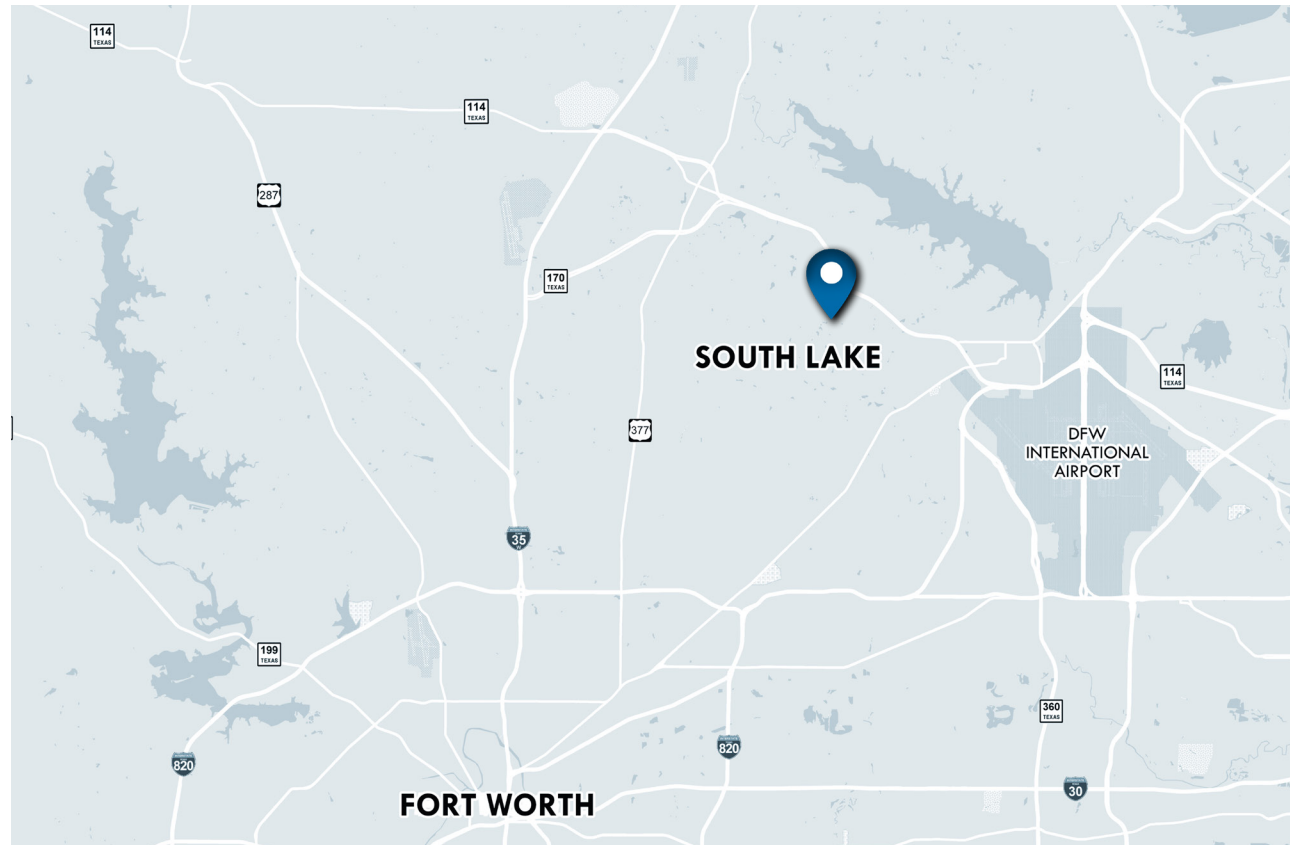 114
TEXAS
114
TEXAS
287
170
TEXAS
SOUTH LAKE
114
TEXAS
377
DFW
INTERNATIONAL
AIRPORT
35
199
TEXAS
360
TEXAS
820
820
30
FORT WORTH